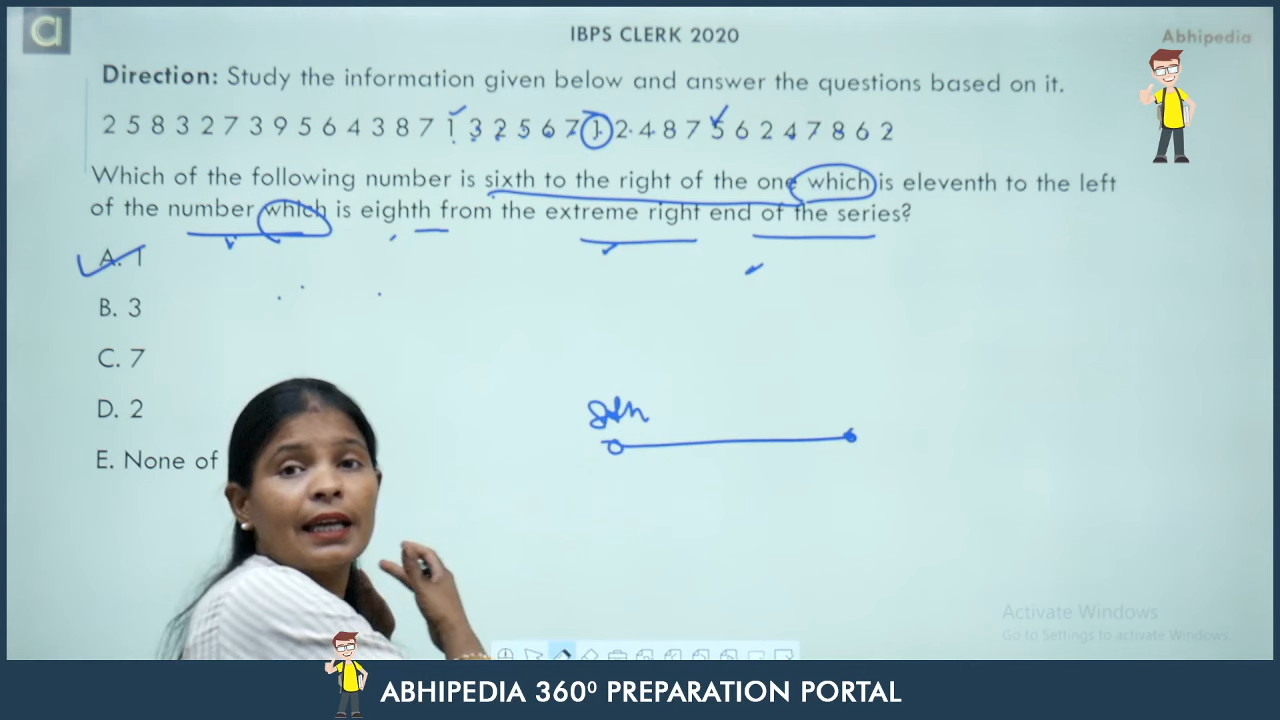 a
IBPS CLERK 2020
Abhipedia
Direction: Study the information given below and answer the questions based on it.
2 5 8 3 2 7 3 9 5 6 4 3 8 7 1 3 2 5 6 7 1 2 4 8 7 5 6 2 4 7 8 6 2
Which of the following number is sixth to the right of the one which is eleventh to the left
of the number which is eighth from the extreme right end of the series?
A. 1
B. 3
C. 7
D. 2
8th
E. None of
Activate Windows
Go to Settings to activate Windows.
ABHIPEDIA 360⁰ PREPARATION PORTAL